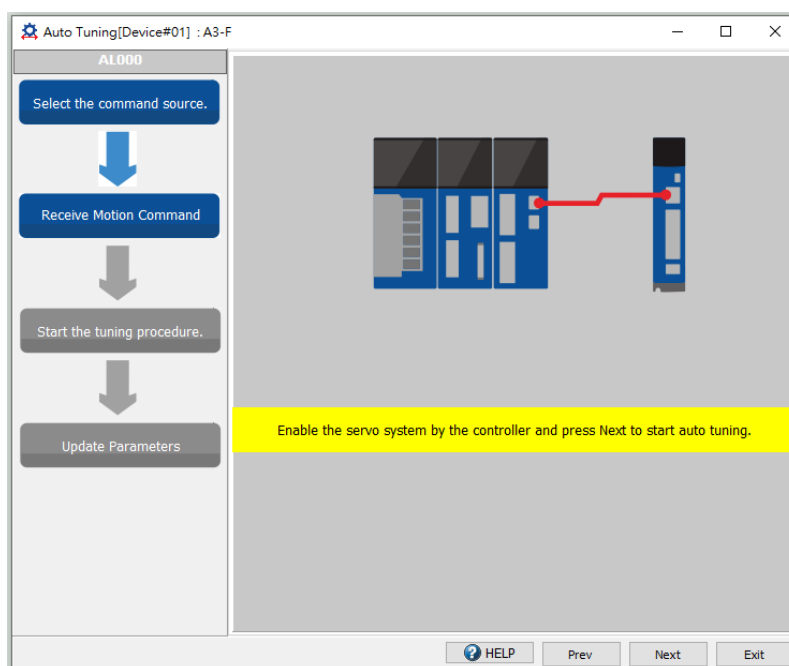 Auto Tuning[Device#01] : A3-F
AL000
Select the command source.
Receive Motion Command
Start the tuning procedure.
Update Parameters
Enable the servo system by the controller and press Next to start auto tuning.
HELP
Prev
Next
Exit